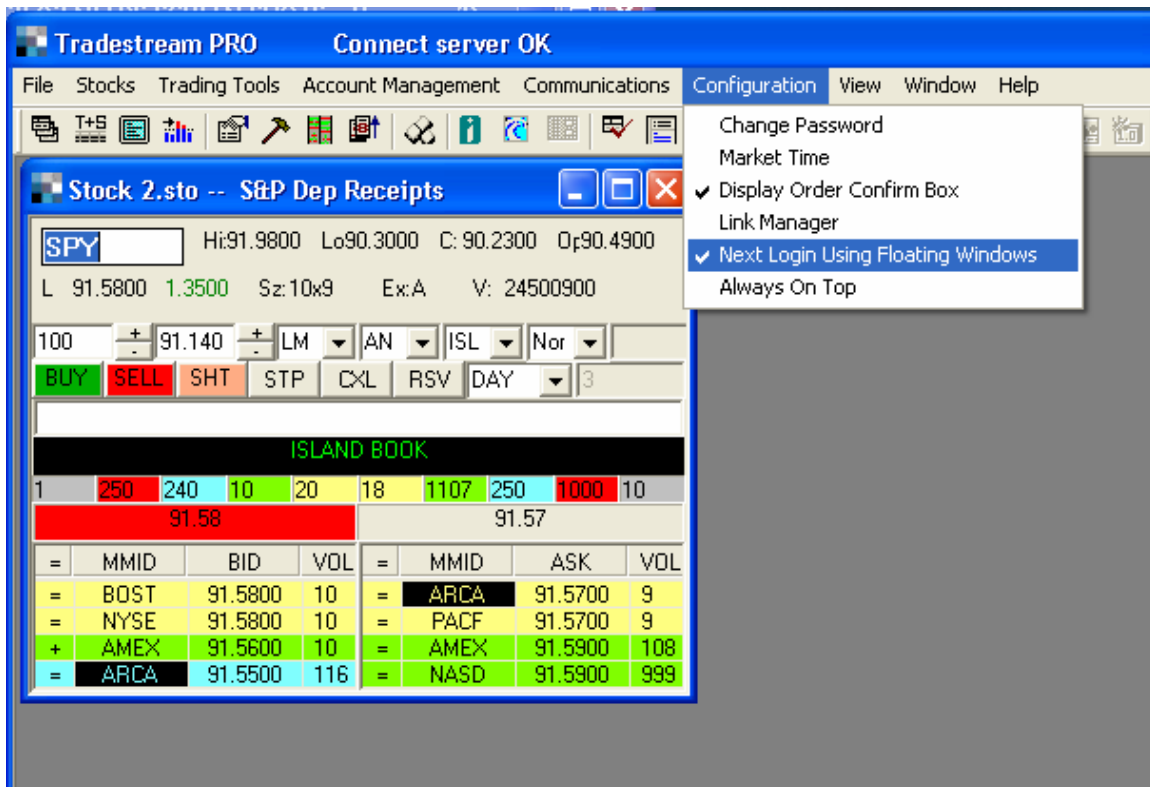 Tradestream PRO Connect server OK
File Stocks Trading Tools Account Management Communications Configuration View Window Help
T+S
Change Password
Market Time
Display Order Confirm Box
Link Manager
Next Login Using Floating Windows
Always On Top
Stock 2.sto -- S&P Dep Receipts
SPY Hi:91.9800 Lo90.3000 C: 90.2300 Op90.4900
L 91.5800 1.3500 Sz:10x9 Ex:A V: 24500900
100 + - 91.140 + - LM AN ISL Nor
BUY SELL SHT STP CXL RSV DAY 3
ISLAND BOOK
1 250 240 10 20 18 1107 250 1000 10
91.58 91.57
= MMID BID VOL = MMID ASK VOL
= BOST 91.5800 10 = ARCA 91.5700 9
= NYSE 91.5800 10 = PACF 91.5700 9
+ AMEX 91.5600 10 = AMEX 91.5900 108
= ARCA 91.5500 116 = NASD 91.5900 999